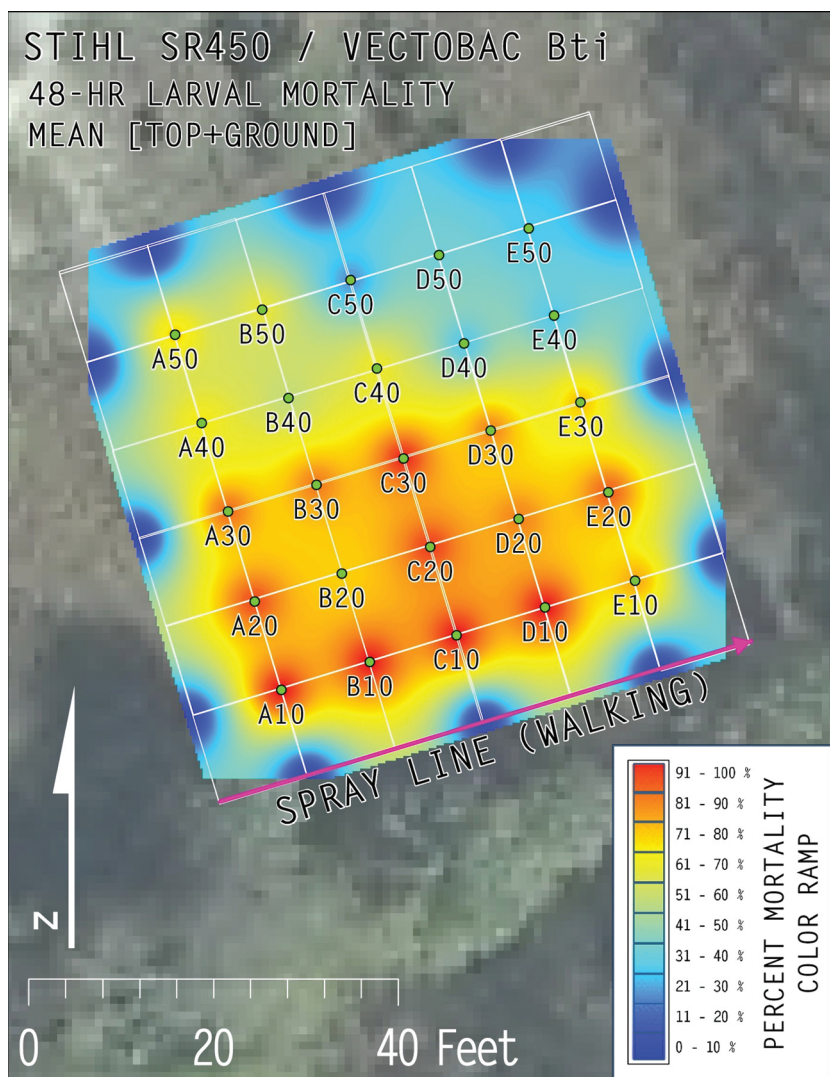 STIHL SR450 / VECTOBAC Bti
48-HR LARVAL MORTALITY
MEAN [TOP+GROUND]
E50
D50
C50
B50
A50
E40
D40
C40
B40
A40
E30
D30
C30
B30
A30
E20
D20
C20
B20
A20
E10
D10
C10
B10
A10
SPRAY LINE (WALKING)
N
0 20 40 Feet
91 - 100 %
81 - 90 %
71 - 80 %
61 - 70 %
51 - 60 %
41 - 50 %
31 - 40 %
21 - 30 %
11 - 20 %
0 - 10 %
PERCENT MORTALITY
COLOR RAMP